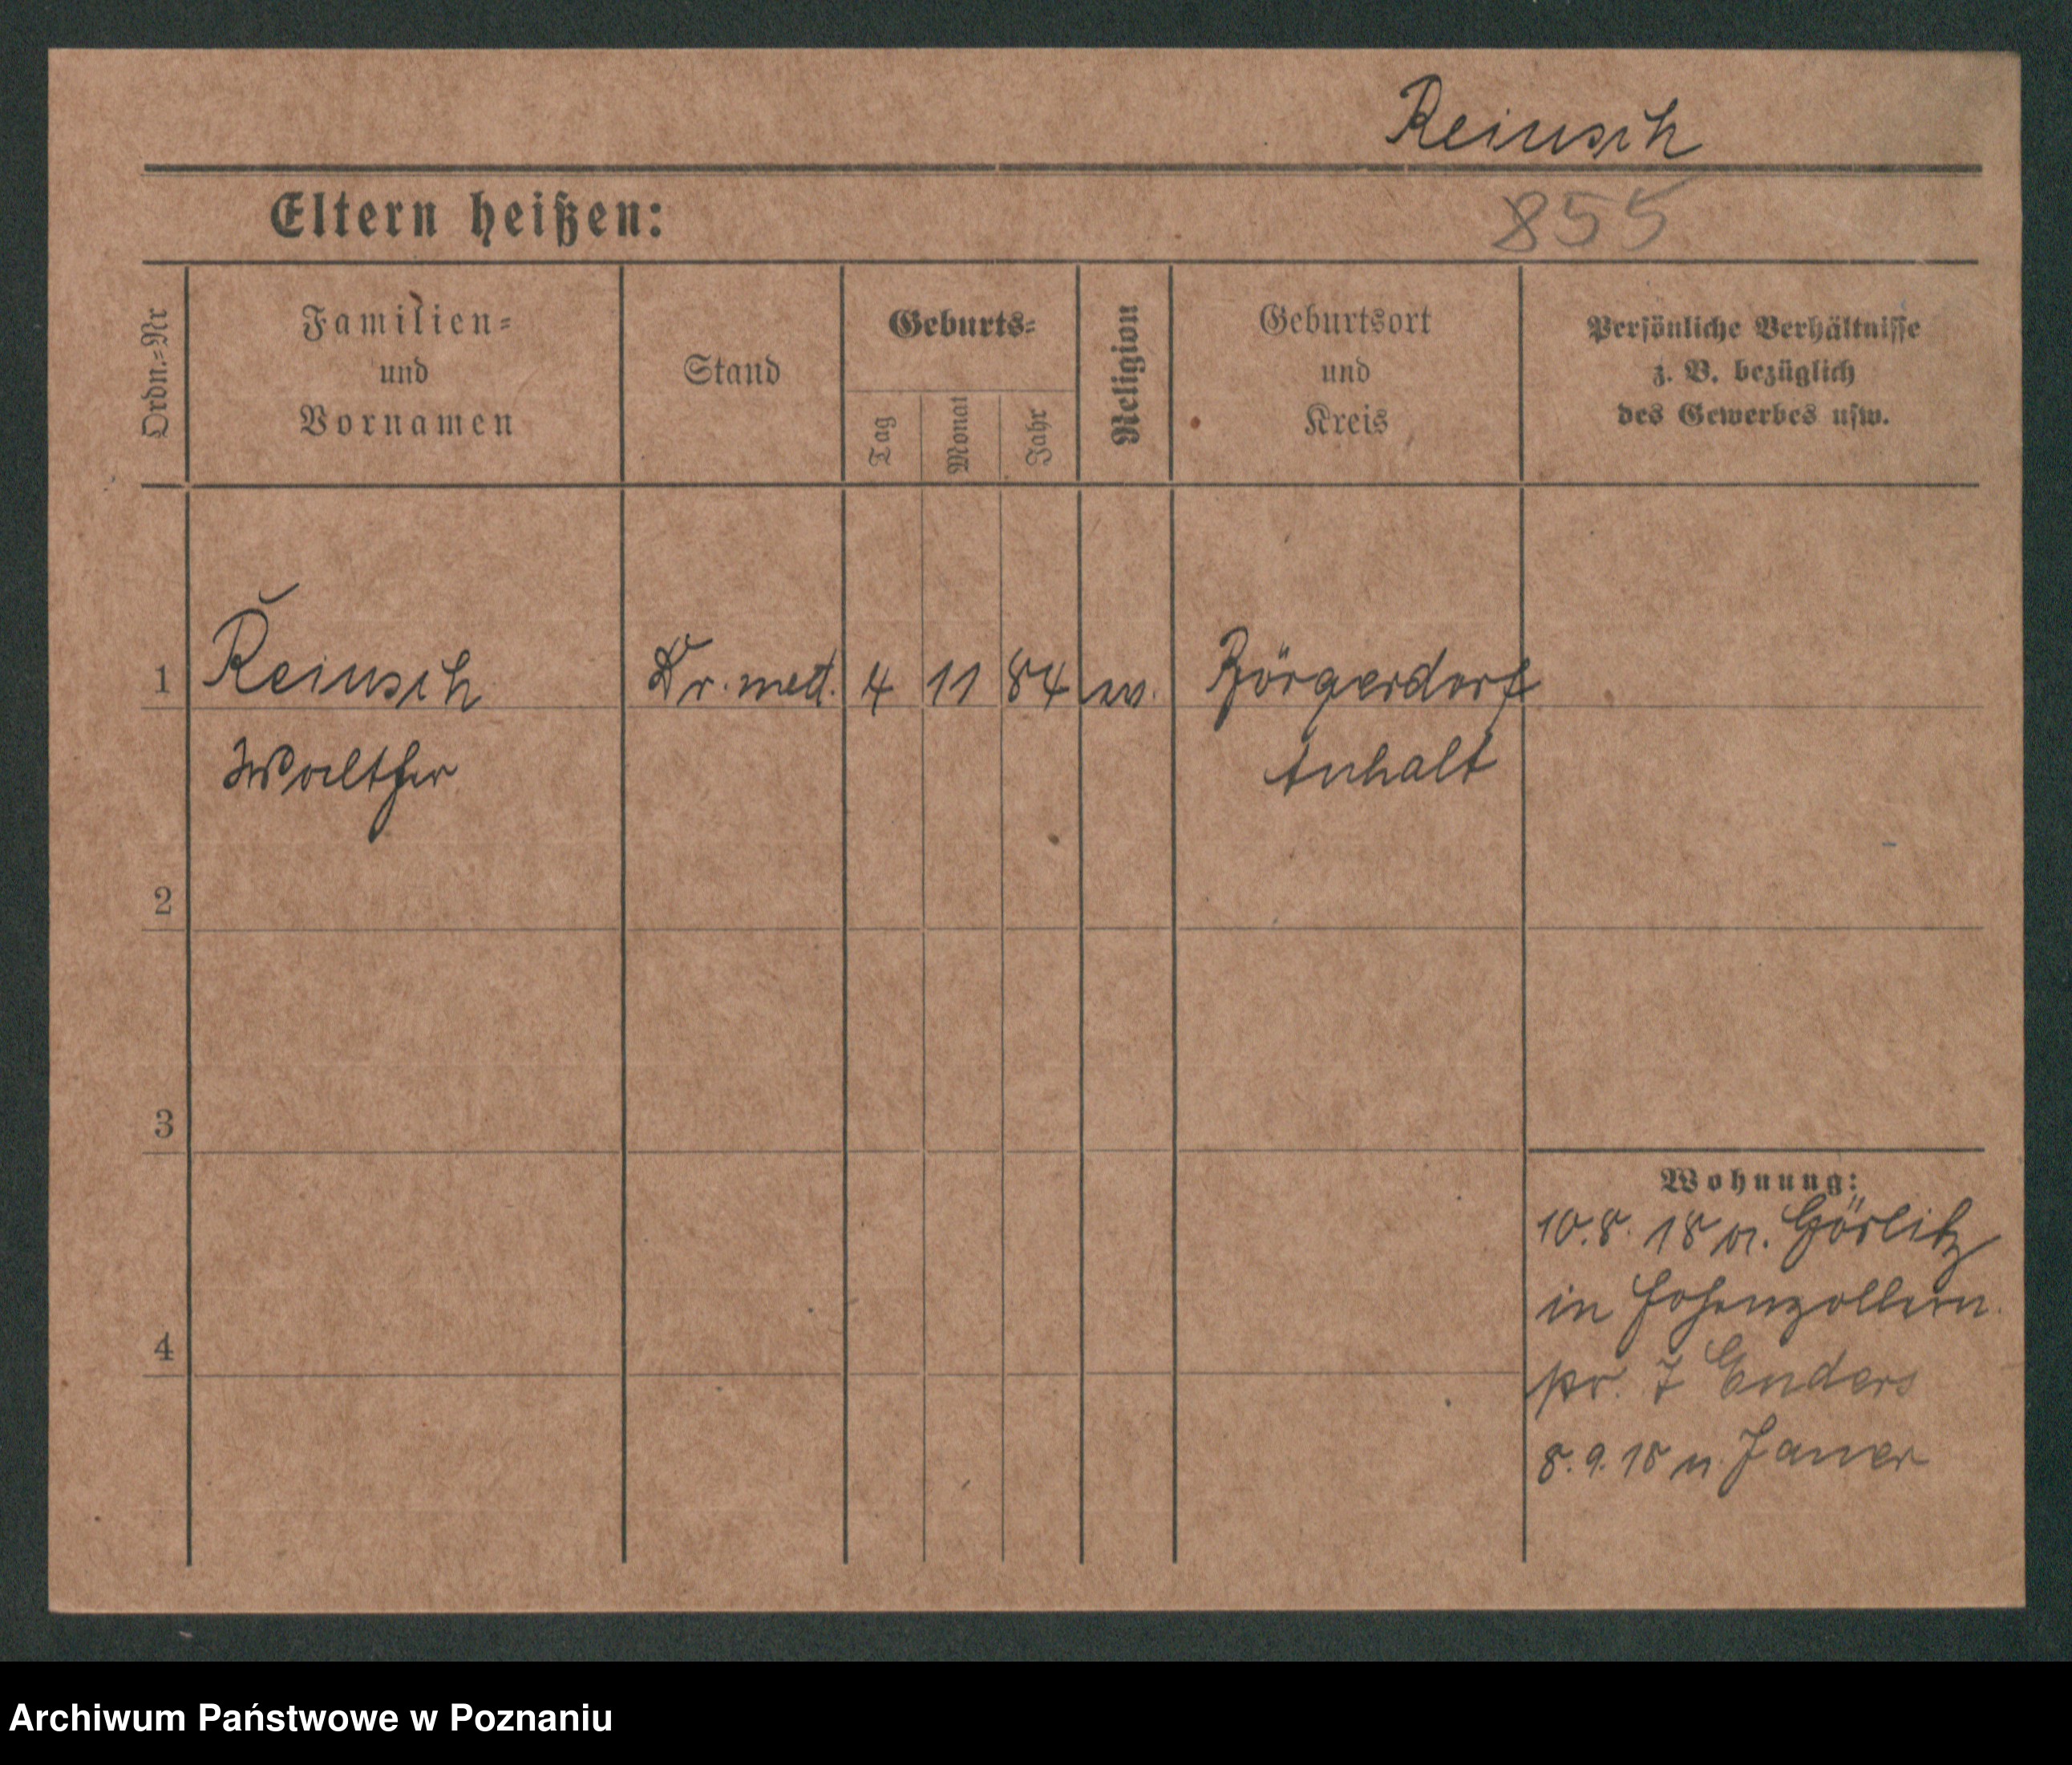 Reinsch
Eltern heißen:
855
Ordn.=Nr
Familien=
und
Vornamen
Stand
Geburts=
Tag
Monat
Jahr
Religion
Geburtsort
und
Kreis
Persönliche Verhältnisse
z. B. bezüglich
des Gewerbes usw.
1 Reinsch Dr. med. 4 11 84 ev.
Walther Anhalt
2
3
Wohnung:
10.8.18 n. Görlitz
in Hohenzollern
4
pr. 7 Enders
8.9.18 n. Jauer
Archiwum Państwowe w Poznaniu